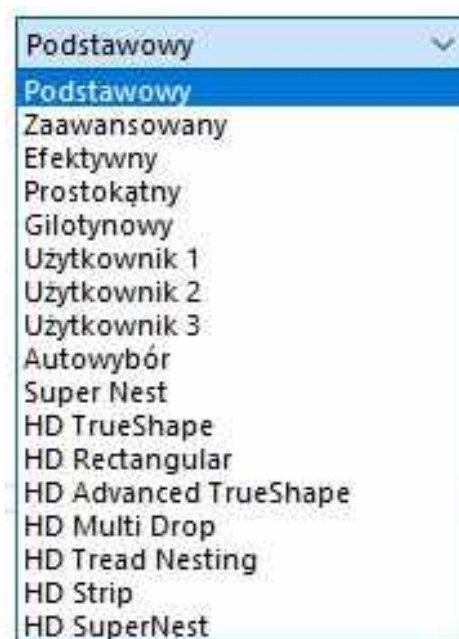 Podstawowy
Podstawowy
Zaawansowany
Efektywny
Prostokątny
Gilotynowy
Użytkownik 1
Użytkownik 2
Użytkownik 3
Autowybór
Super Nest
HD TrueShape
HD Rectangular
HD Advanced TrueShape
HD Multi Drop
HD Tread Nesting
HD Strip
HD SuperNest